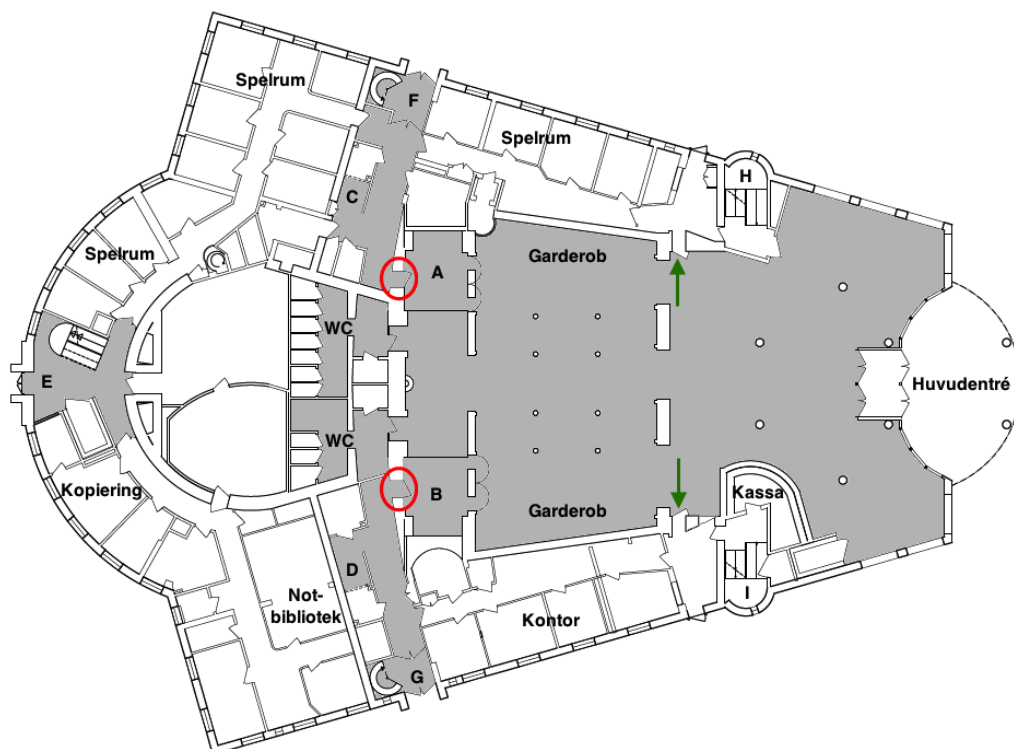 Spelrum
F
Spelrum
H
C
Spelrum
A
Garderob
WC
E
Huvudentré
WC
Kopiering
B
Kassa
Garderob
D
Not-
bibliotek
I
Kontor
G